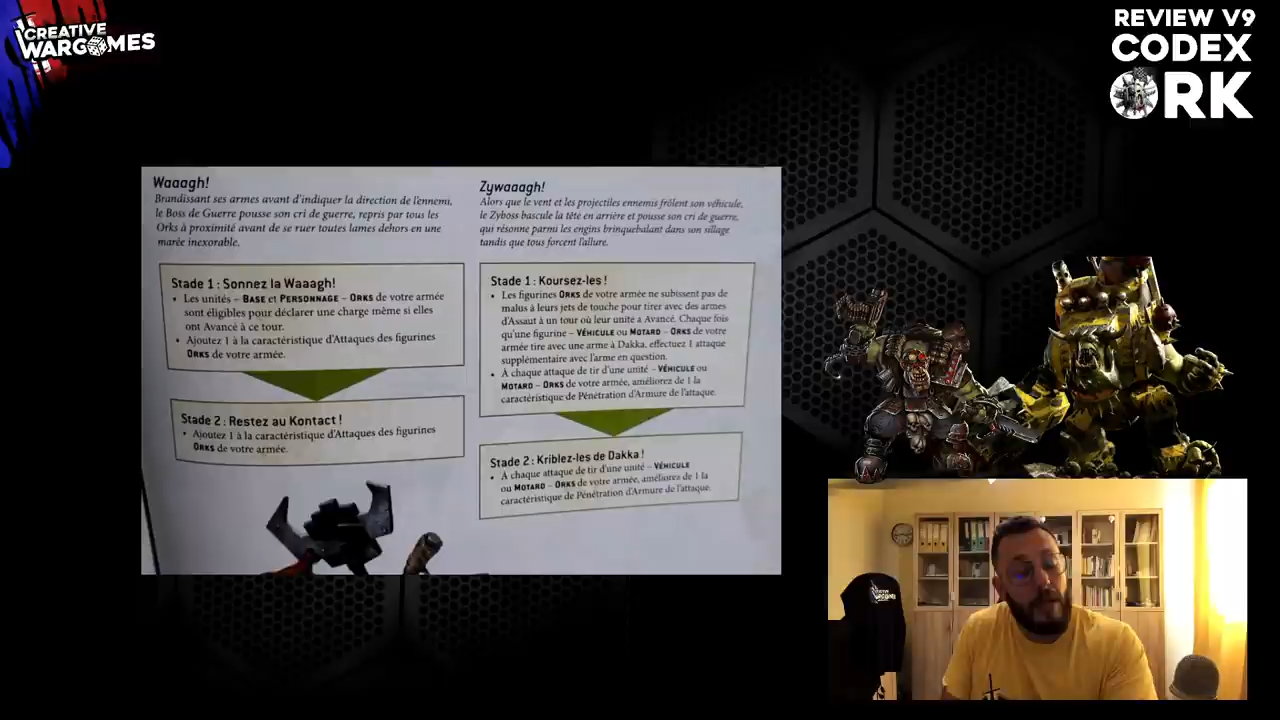 CREATIVE
WARGAMES
REVIEW V9
CODEX
ORK
Waaagh!
Brandissant ses armes avant d'indiquer la direction de l'ennemi,
le Boss de Guerre pousse son cri de guerre, repris par tous les
Orks à proximité avant de se ruer toutes lames dehors en une
marée inexorable.
Stade 1 : Sonnez la Waaagh!
• Les unités – BASE et PERSONNAGE – ORKS de votre armée
sont éligibles pour déclarer une charge même si elles
ont Avancé à ce tour.
• Ajoutez 1 à la caractéristique d'Attaques des figurines
ORKS de votre armée.
Stade 2 : Restez au Kontact !
• Ajoutez 1 à la caractéristique d'Attaques des figurines
ORKS de votre armée.
Zywaaagh!
Alors que le vent et les projectiles ennemis frôlent son véhicule,
le Zyboss bascule la tête en arrière et pousse son cri de guerre,
qui résonne parmi les engins brinquebalant dans son sillage
tandis que tous forcent l'allure.
Stade 1 : Koursez-les !
• Les figurines ORKS de votre armée ne subissent pas de
malus à leurs jets de touche pour tirer avec des armes
d'Assaut à un tour où leur unité a Avancé. Chaque fois
qu'une figurine – VÉHICULE ou MOTARD – ORKS de votre
armée tire avec une arme à Dakka, effectuez 1 attaque
supplémentaire avec l'arme en question.
• À chaque attaque de tir d'une unité – VÉHICULE ou
MOTARD – ORKS de votre armée, améliorez de 1 la
caractéristique de Pénétration d'Armure de l'attaque.
Stade 2 : Kriblez-les de Dakka !
• À chaque attaque de tir d'une unité – VÉHICULE
ou MOTARD – ORKS de votre armée, améliorez de 1 la
caractéristique de Pénétration d'Armure de l'attaque.